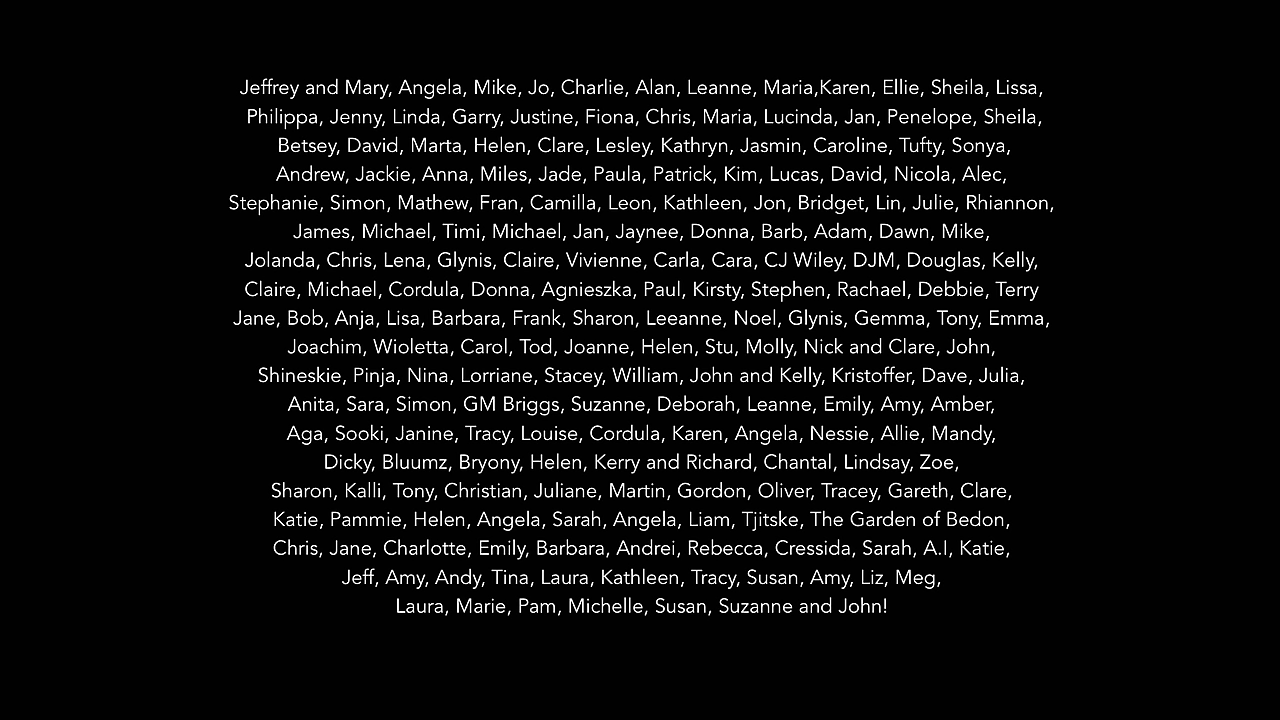 Jeffrey and Mary, Angela, Mike, Jo, Charlie, Alan, Leanne, Maria,Karen, Ellie, Sheila, Lissa,
Philippa, Jenny, Linda, Garry, Justine, Fiona, Chris, Maria, Lucinda, Jan, Penelope, Sheila,
Betsey, David, Marta, Helen, Clare, Lesley, Kathryn, Jasmin, Caroline, Tufty, Sonya,
Andrew, Jackie, Anna, Miles, Jade, Paula, Patrick, Kim, Lucas, David, Nicola, Alec,
Stephanie, Simon, Mathew, Fran, Camilla, Leon, Kathleen, Jon, Bridget, Lin, Julie, Rhiannon,
James, Michael, Timi, Michael, Jan, Jaynee, Donna, Barb, Adam, Dawn, Mike,
Jolanda, Chris, Lena, Glynis, Claire, Vivienne, Carla, Cara, CJ Wiley, DJM, Douglas, Kelly,
Claire, Michael, Cordula, Donna, Agnieszka, Paul, Kirsty, Stephen, Rachael, Debbie, Terry
Jane, Bob, Anja, Lisa, Barbara, Frank, Sharon, Leeanne, Noel, Glynis, Gemma, Tony, Emma,
Joachim, Wioletta, Carol, Tod, Joanne, Helen, Stu, Molly, Nick and Clare, John,
Shineskie, Pinja, Nina, Lorriane, Stacey, William, John and Kelly, Kristoffer, Dave, Julia,
Anita, Sara, Simon, GM Briggs, Suzanne, Deborah, Leanne, Emily, Amy, Amber,
Aga, Sooki, Janine, Tracy, Louise, Cordula, Karen, Angela, Nessie, Allie, Mandy,
Dicky, Bluumz, Bryony, Helen, Kerry and Richard, Chantal, Lindsay, Zoe,
Sharon, Kalli, Tony, Christian, Juliane, Martin, Gordon, Oliver, Tracey, Gareth, Clare,
Katie, Pammie, Helen, Angela, Sarah, Angela, Liam, Tjitske, The Garden of Bedon,
Chris, Jane, Charlotte, Emily, Barbara, Andrei, Rebecca, Cressida, Sarah, A.I, Katie,
Jeff, Amy, Andy, Tina, Laura, Kathleen, Tracy, Susan, Amy, Liz, Meg,
Laura, Marie, Pam, Michelle, Susan, Suzanne and John!